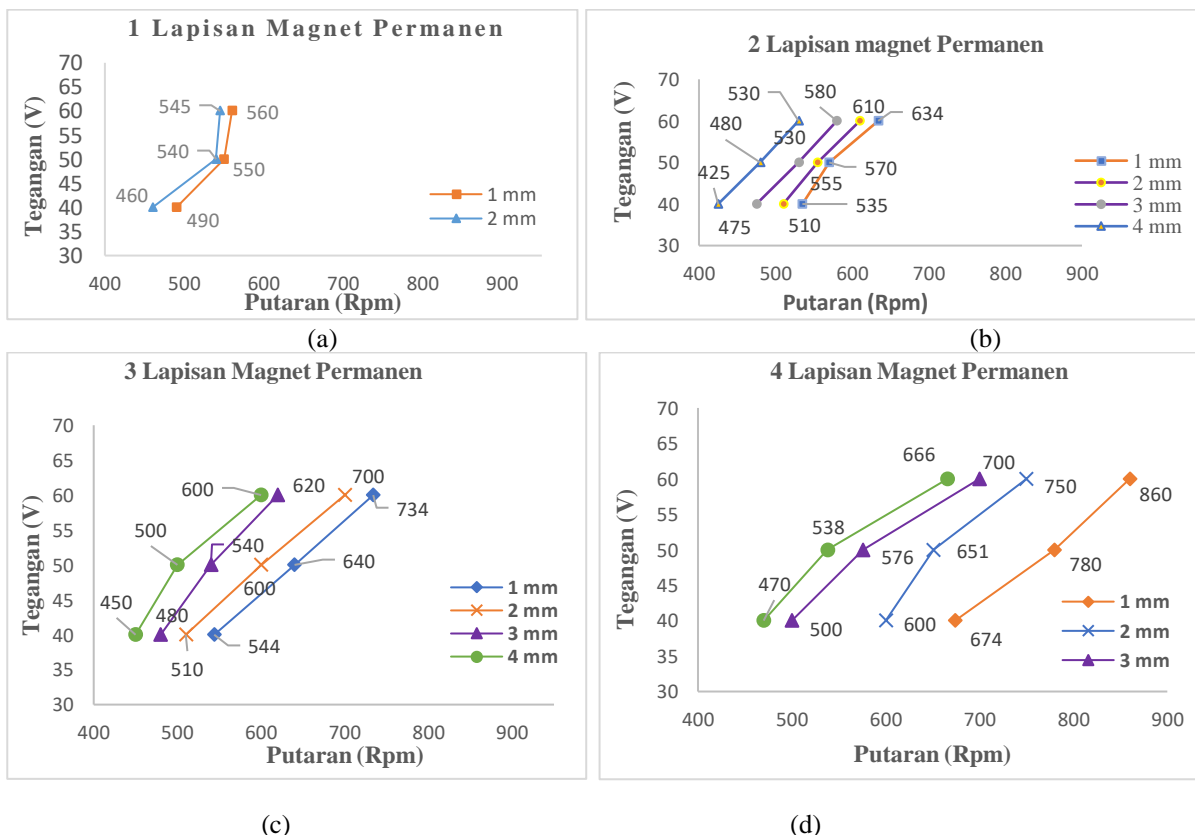 1 Lapisan Magnet Permanen
Tegangan (V)
70
65
60
55
50
45
40
35
30
545
560
540
550
460
490
1 mm
2 mm
400 500 600 700 800 900
Putaran (Rpm)
(a)
2 Lapisan magnet Permanen
Tegangan (V)
70
60
50
40
30
530
580
610
634
480
530
570
425
555
535
475
510
1 mm
2 mm
3 mm
4 mm
400 500 600 700 800 900
Putaran (Rpm)
(b)
3 Lapisan Magnet Permanen
Tegangan (V)
70
65
60
55
50
45
40
35
30
600
620
700
734
500
540
600
640
450
480
510
544
1 mm
2 mm
3 mm
4 mm
400 500 600 700 800 900
Putaran (Rpm)
(c)
4 Lapisan Magnet Permanen
Tegangan (V)
70
65
60
55
50
45
40
35
30
666
700
750
860
538
576
651
780
470
500
600
674
1 mm
2 mm
3 mm
400 500 600 700 800 900
Putaran (Rpm)
(d)